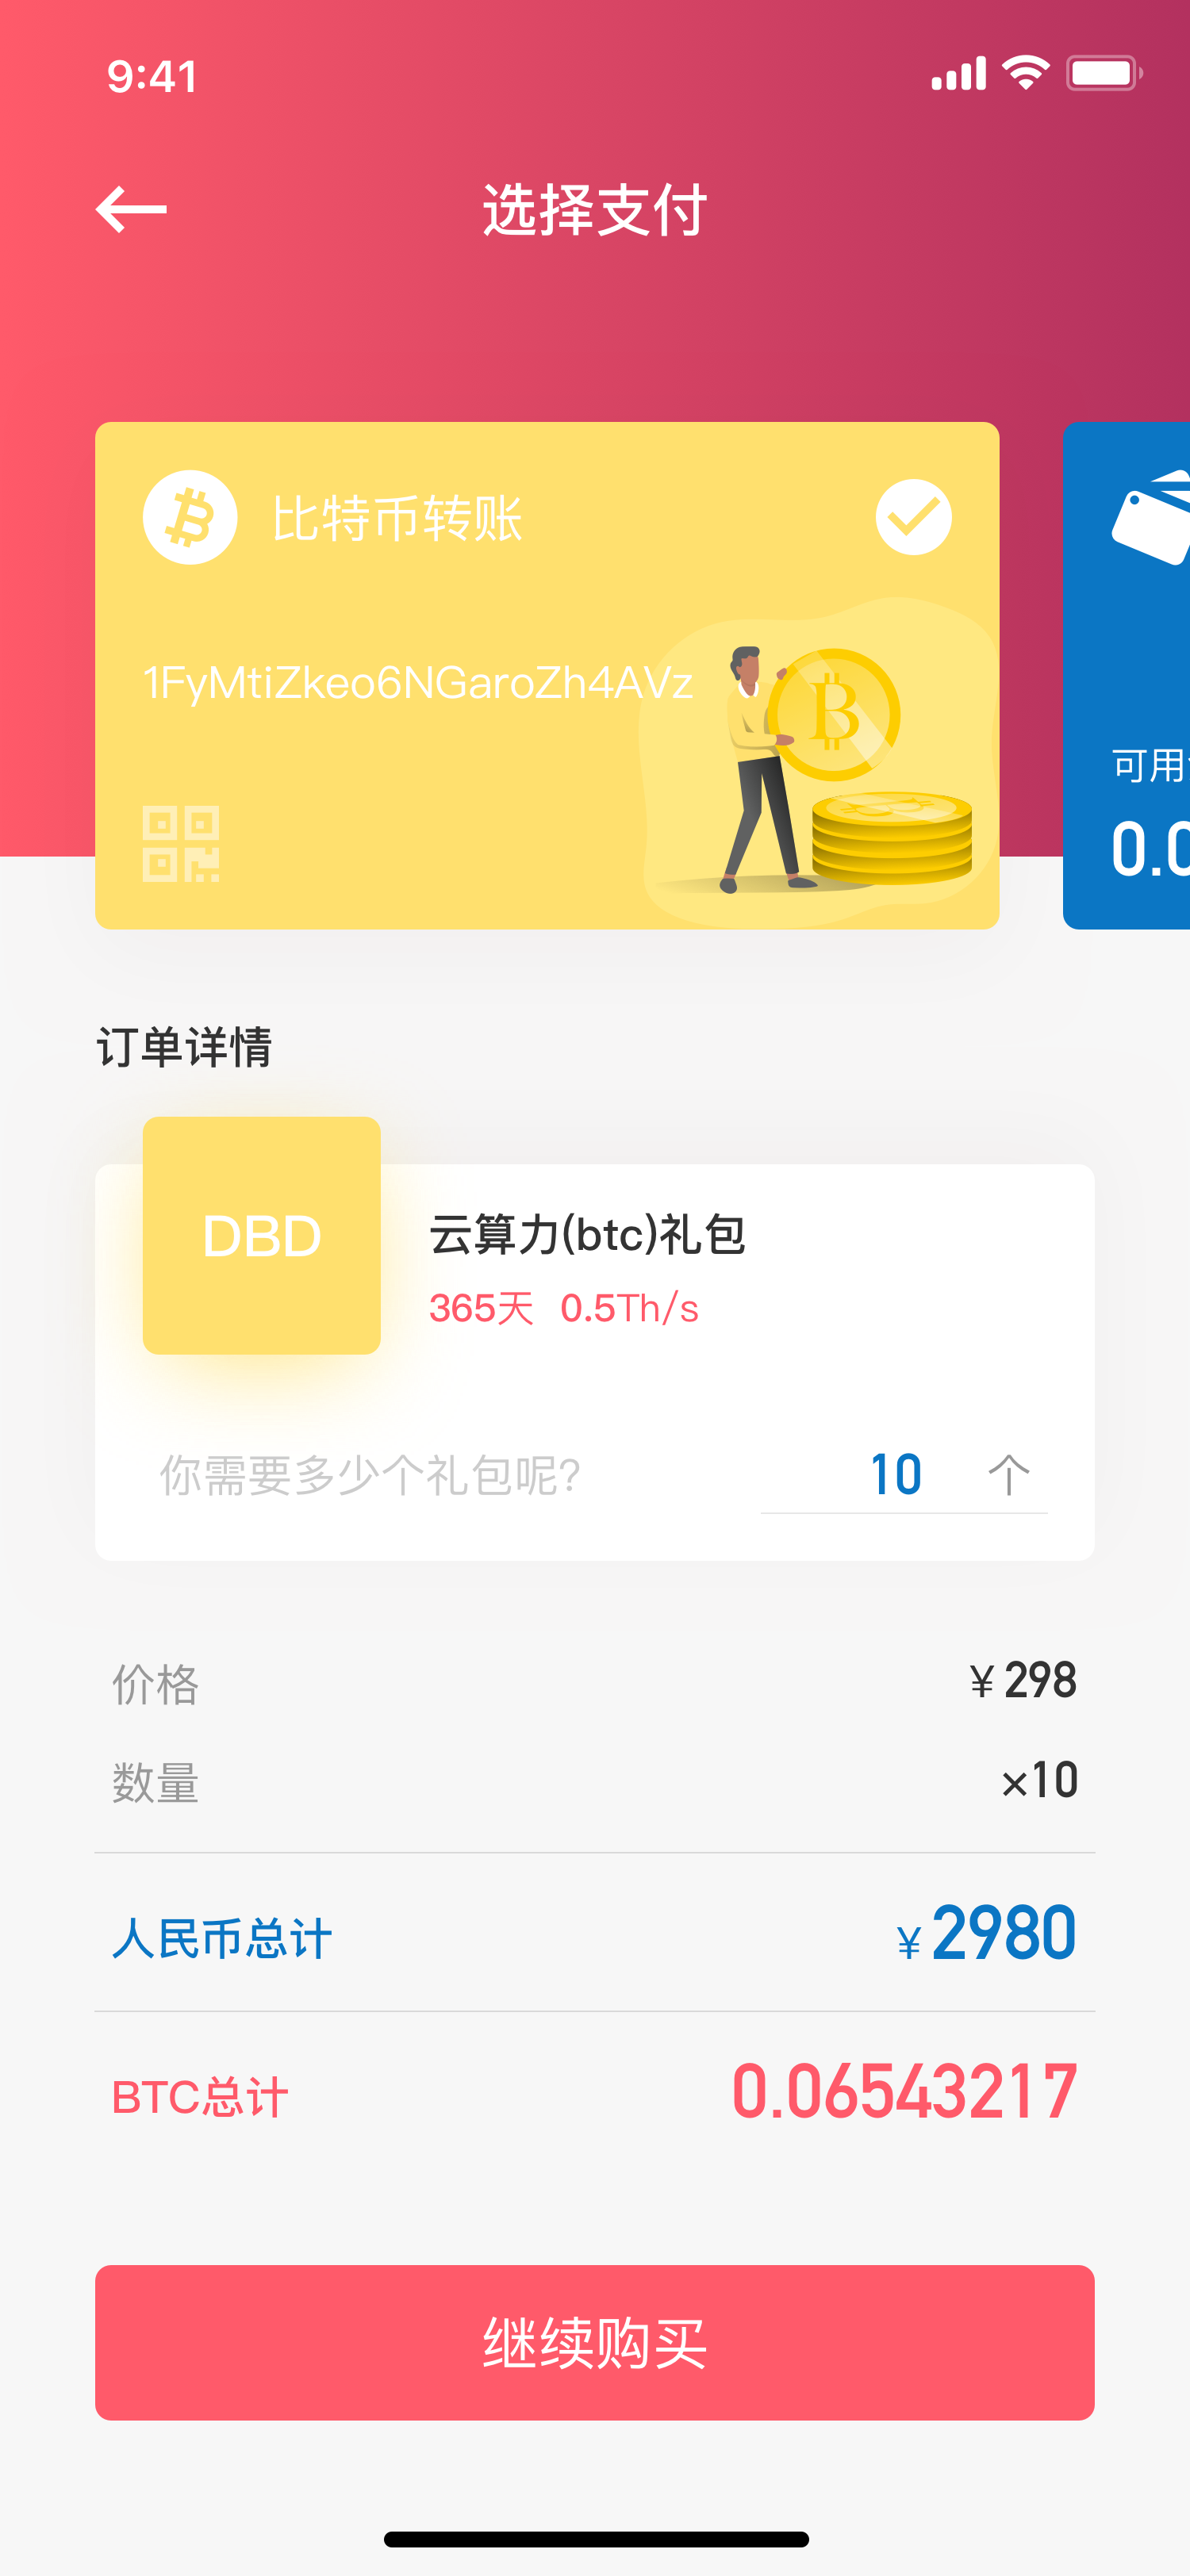 9:41
选择支付
比特币转账
1FyMtiZkeo6NGaroZh4AVz
可用
0.0
订单详情
DBD
云算力(btc)礼包
365天 0.5Th/s
你需要多少个礼包呢?
10 个
价格 ¥298
数量 ×10
人民币总计 ¥2980
BTC总计 0.06543217
继续购买